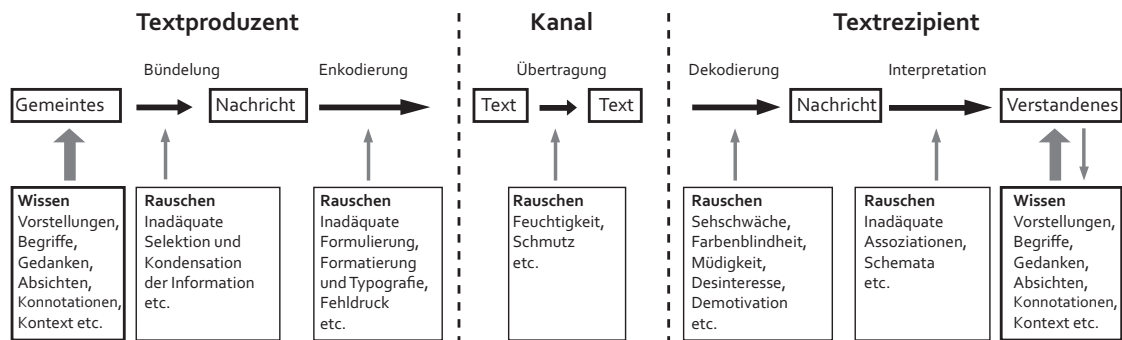 Textproduzent
Kanal
Textrezipient
Bündelung
Enkodierung
Übertragung
Dekodierung
Interpretation
Gemeintes
Nachricht
Text
Text
Nachricht
Verstandenes
Wissen
Vorstellungen,
Begriffe,
Gedanken,
Absichten,
Konnotationen,
Kontext etc.
Rauschen
Inadäquate
Selektion und
Kondensation
der Information
etc.
Rauschen
Inadäquate
Formulierung,
Formatierung
und Typografie,
Fehldruck
etc.
Rauschen
Feuchtigkeit,
Schmutz
etc.
Rauschen
Sehschwäche,
Farbenblindheit,
Müdigkeit,
Desinteresse,
Demotivation
etc.
Rauschen
Inadäquate
Assoziationen,
Schemata
etc.
Wissen
Vorstellungen,
Begriffe,
Gedanken,
Absichten,
Konnotationen,
Kontext etc.